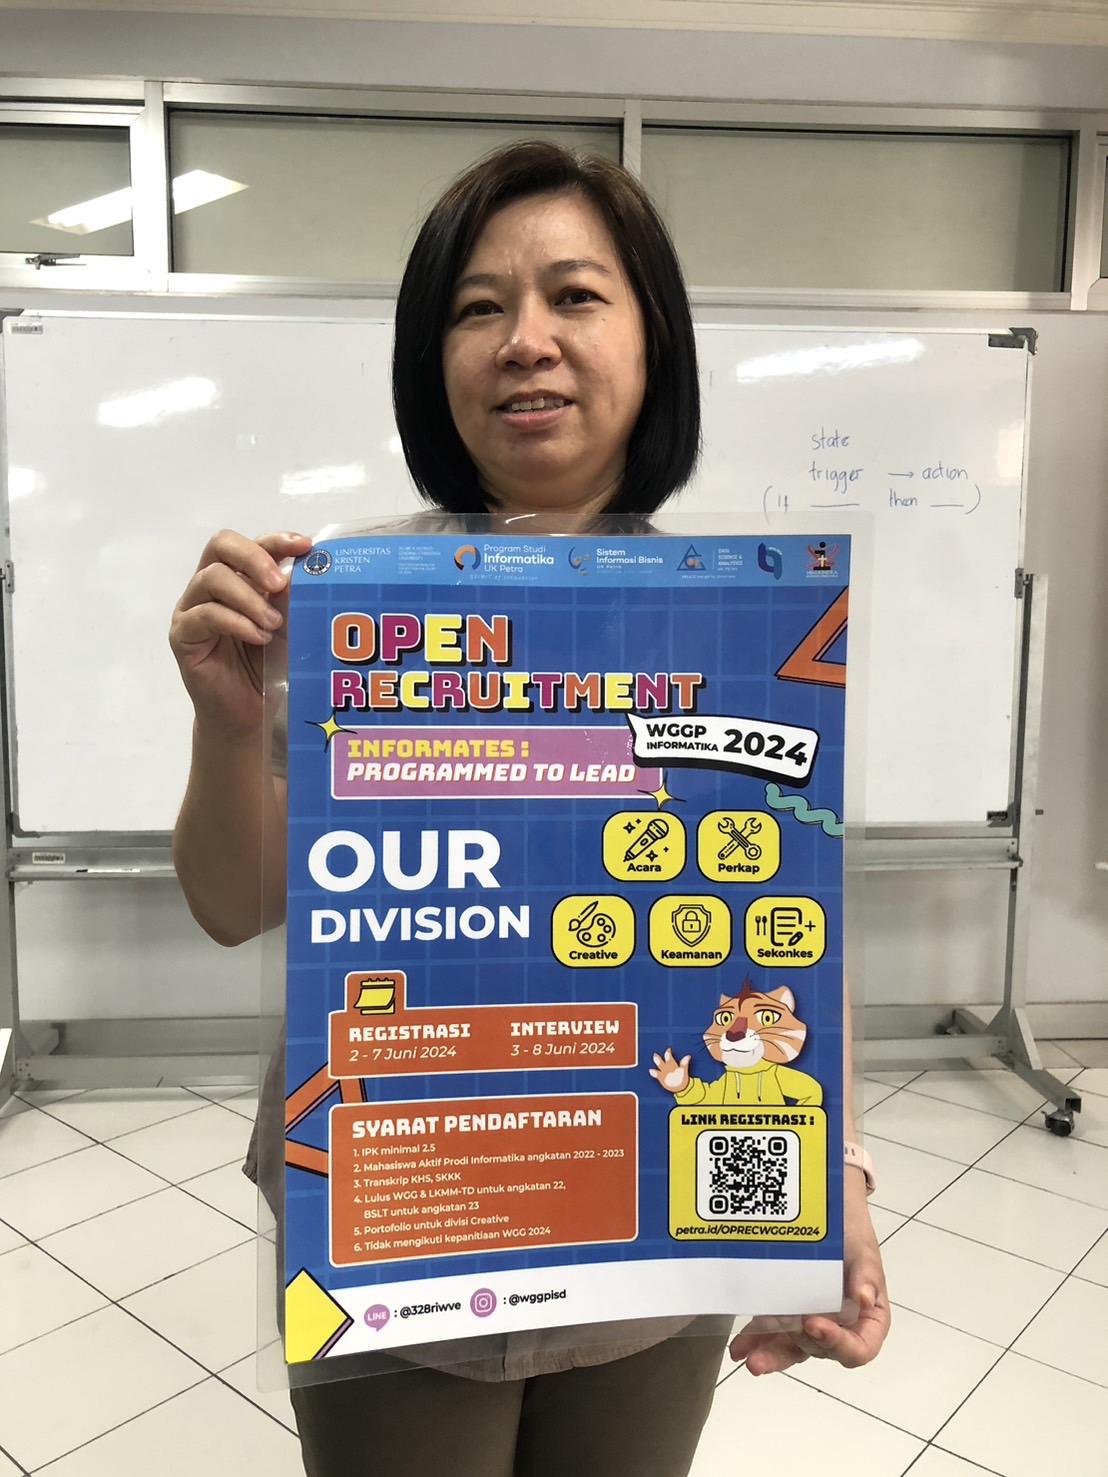 state
trigger → action
(if ___ then ___)
UNIVERSITAS
KRISTEN
PETRA
Program Studi
Informatika
UK Petra
SPIRIT of innovation
Sistem
Informasi Bisnis
UK Petra
DATA
SCIENCE &
ANALYTICS
OPEN
RECRUITMENT
INFORMATES :
PROGRAMMED TO LEAD
WGGP
INFORMATIKA 2024
OUR
DIVISION
Acara
Perkap
Creative
Keamanan
Sekonkes
REGISTRASI
2 - 7 Juni 2024
INTERVIEW
3 - 8 Juni 2024
SYARAT PENDAFTARAN
1. IPK minimal 2.5
2. Mahasiswa Aktif Prodi Informatika angkatan 2022 - 2023
3. Transkrip KHS, SKKK
4. Lulus WGG & LKMM-TD untuk angkatan 22,
BSLT untuk angkatan 23
5. Portofolio untuk divisi Creative
6. Tidak mengikuti kepanitiaan WGG 2024
LINK REGISTRASI :
petra.id/OPRECWGGP2024
LINE : @328riwve
: @wggpisd